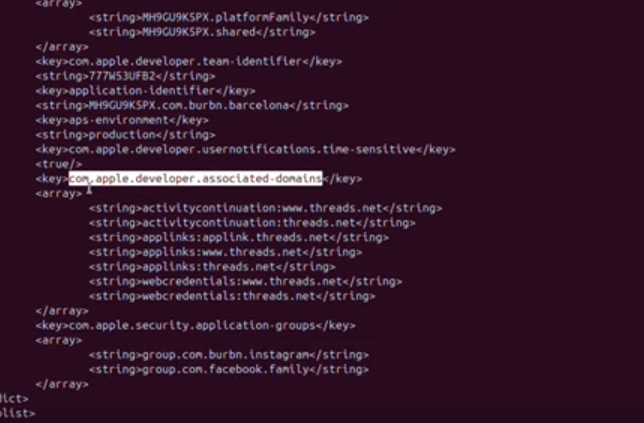 <array>
<string>MH9GU9K5PX.platformFamily</string>
<string>MH9GU9K5PX.shared</string>
</array>
<key>com.apple.developer.team-identifier</key>
<string>777W53UFB2</string>
<key>application-identifier</key>
<string>MH9GU9K5PX.com.burbn.barcelona</string>
<key>aps-environment</key>
<string>production</string>
<key>com.apple.developer.usernotifications.time-sensitive</key>
<true/>
<key>com.apple.developer.associated-domains</key>
<array>
<string>activitycontinuation:www.threads.net</string>
<string>activitycontinuation:threads.net</string>
<string>applinks:applink.threads.net</string>
<string>applinks:www.threads.net</string>
<string>applinks:threads.net</string>
<string>webcredentials:www.threads.net</string>
<string>webcredentials:threads.net</string>
</array>
<key>com.apple.security.application-groups</key>
<array>
<string>group.com.burbn.instagram</string>
<string>group.com.facebook.family</string>
</array>
dict>
plist>